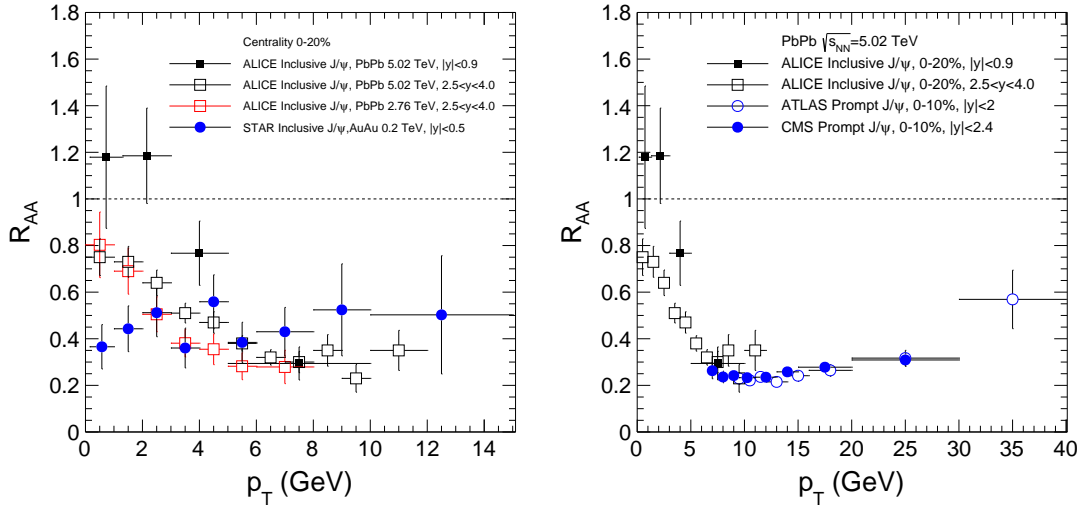 Centrality 0-20%
ALICE Inclusive J/ψ, PbPb 5.02 TeV, |y|<0.9
ALICE Inclusive J/ψ, PbPb 5.02 TeV, 2.5<y<4.0
ALICE Inclusive J/ψ, PbPb 2.76 TeV, 2.5<y<4.0
STAR Inclusive J/ψ,AuAu 0.2 TeV, |y|<0.5
1.8
1.6
1.4
1.2
1
0.8
0.6
0.4
0.2
0
R_AA
0 2 4 6 8 10 12 14
p_T (GeV)
PbPb √s_NN=5.02 TeV
ALICE Inclusive J/ψ, 0-20%, |y|<0.9
ALICE Inclusive J/ψ, 0-20%, 2.5<y<4.0
ATLAS Prompt J/ψ, 0-10%, |y|<2
CMS Prompt J/ψ, 0-10%, |y|<2.4
1.8
1.6
1.4
1.2
1
0.8
0.6
0.4
0.2
0
R_AA
0 5 10 15 20 25 30 35 40
p_T (GeV)